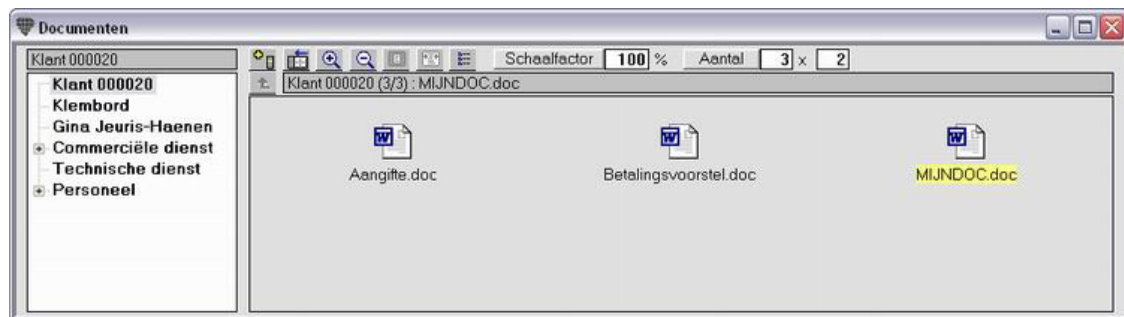 Documenten
Klant 000020
Schaalfactor 100 % Aantal 3 x 2
Klant 000020 (3/3) : MIJNDOC.doc
Klant 000020
Klembord
Gina Jeuris-Haenen
Commerciële dienst
Technische dienst
Personeel
Aangifte.doc
Betalingsvoorstel.doc
MIJNDOC.doc